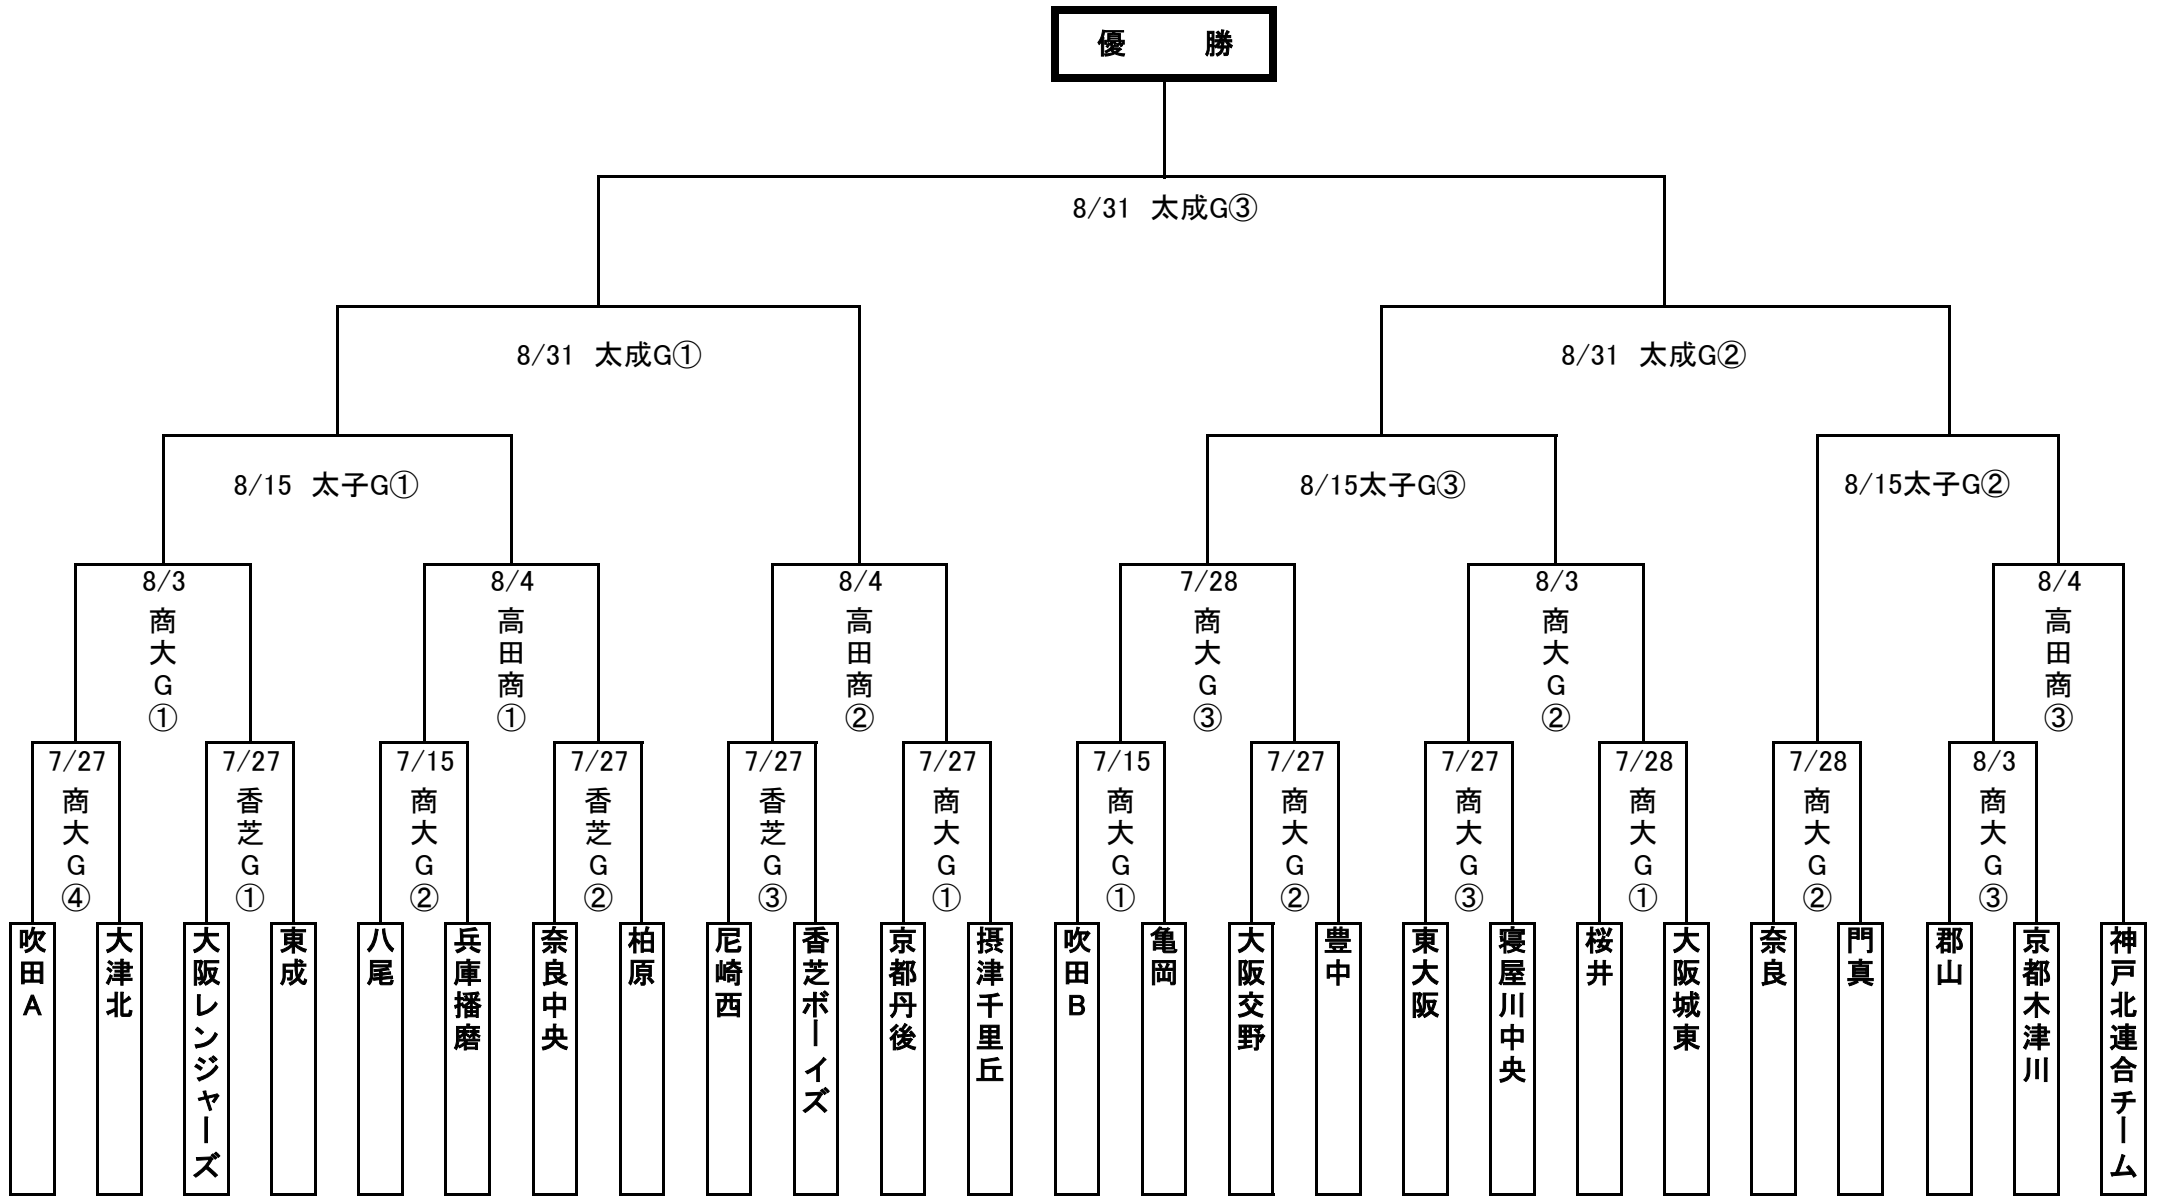 優　勝
8/31　太成G③
8/31　太成G①
8/31　太成G②
8/15　太子G①
8/15太子G③
8/15太子G②
8/3
商大G①
8/4
高田商①
8/4
高田商②
7/28
商大G③
8/3
商大G②
8/4
高田商③
7/27
商大G④
7/27
香芝G①
7/15
商大G②
7/27
香芝G②
7/27
香芝G③
7/27
商大G①
7/15
商大G①
7/27
商大G②
7/27
商大G③
7/28
商大G①
7/28
商大G②
8/3
商大G③
吹田A
大津北
大阪レンジャーズ
東成
八尾
兵庫播磨
奈良中央
柏原
尼崎西
香芝ボーイズ
京都丹後
摂津千里丘
吹田B
亀岡
大阪交野
豊中
東大阪
寝屋川中央
桜井
大阪城東
奈良
門真
郡山
京都木津川
神戸北連合チーム